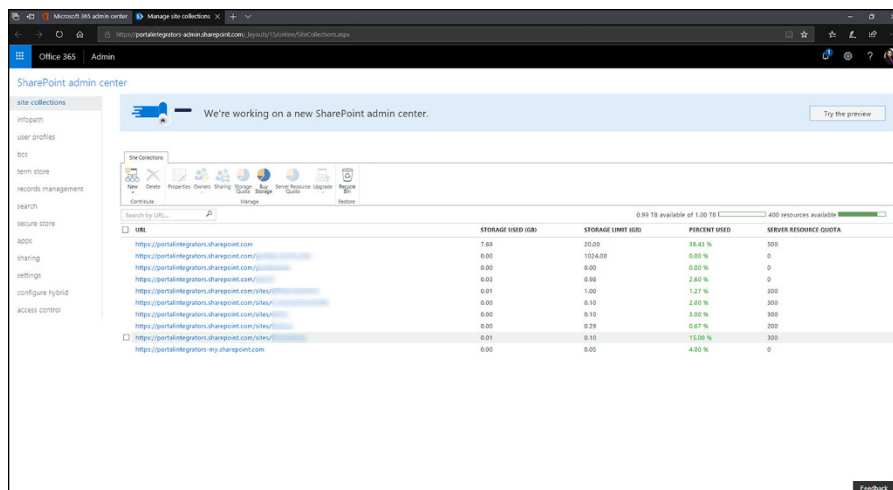 Microsoft 365 admin center
Manage site collections
https://portalintegrators-admin.sharepoint.com/_layouts/15/online/SiteCollections.aspx
Office 365 Admin
1
?
SharePoint admin center
site collections
infopath
user profiles
bcs
term store
records management
search
secure store
apps
sharing
settings
configure hybrid
access control
We're working on a new SharePoint admin center.
Try the preview
Site Collections
New Delete Properties Owners Sharing Storage Quota Buy Storage Server Resource Quota Upgrade Recycle Bin
Contribute Manage Restore
Search by URL...
0.99 TB available of 1.00 TB 400 resources available
URL STORAGE USED (GB) STORAGE LIMIT (GB) PERCENT USED SERVER RESOURCE QUOTA
https://portalintegrators.sharepoint.com 7.69 20.00 38.43 % 500
https://portalintegrators.sharepoint.com/ 0.00 1024.00 0.00 % 0
https://portalintegrators.sharepoint.com/ 0.00 0.00 0.00 % 0
https://portalintegrators.sharepoint.com/ 0.03 0.98 2.60 % 0
https://portalintegrators.sharepoint.com/sites/ 0.01 1.00 1.27 % 300
https://portalintegrators.sharepoint.com/sites/ 0.00 0.10 2.00 % 300
https://portalintegrators.sharepoint.com/sites/ 0.00 0.10 3.00 % 300
https://portalintegrators.sharepoint.com/sites/ 0.00 0.29 0.67 % 200
https://portalintegrators.sharepoint.com/sites/ 0.01 0.10 15.00 % 300
https://portalintegrators-my.sharepoint.com 0.00 0.05 4.00 % 0
Feedback